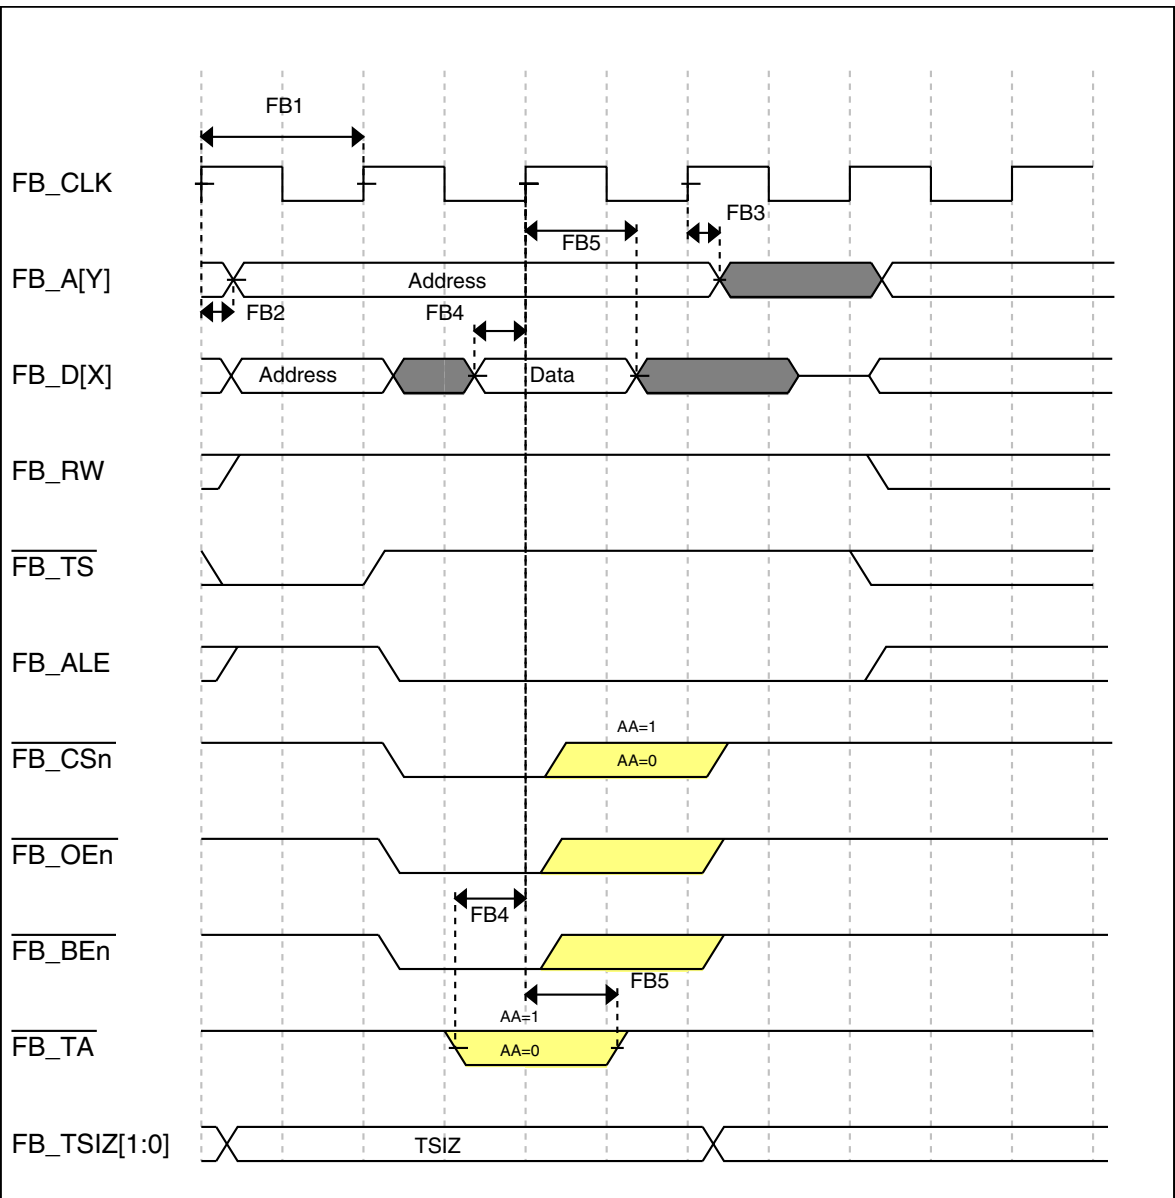 FB1
FB_CLK
FB3
FB5
FB_A[Y]
Address
FB2
FB4
FB_D[X]
Address
Data
FB_RW
FB_TS
FB_ALE
AA=1
FB_CSn
AA=0
FB_OEn
FB4
FB_BEn
FB5
AA=1
FB_TA
AA=0
FB_TSIZ[1:0]
TSIZ